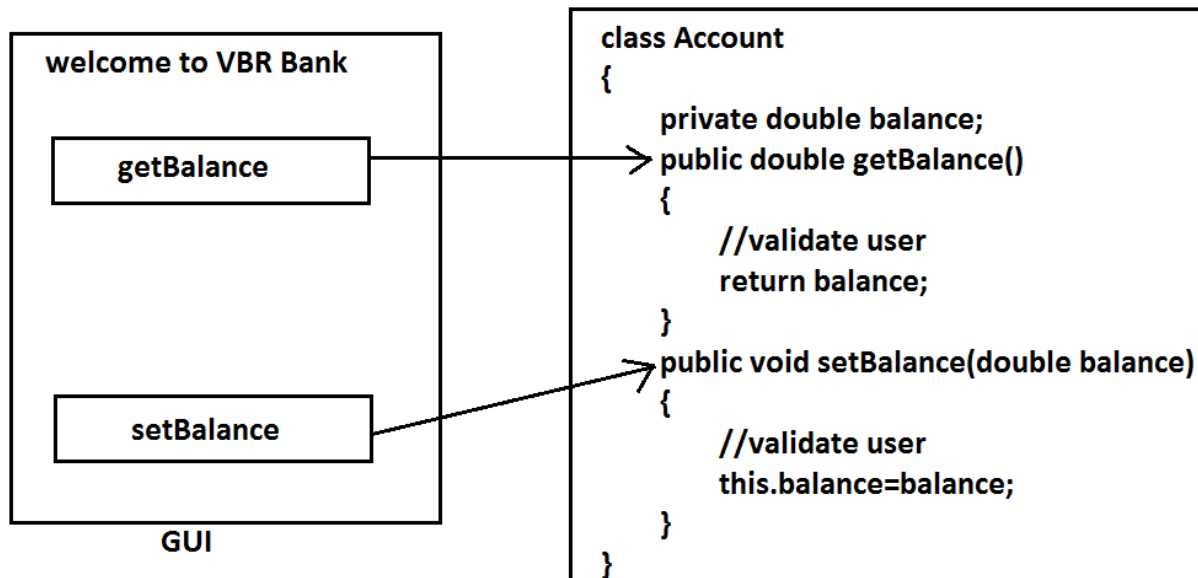 welcome to VBR Bank
getBalance
setBalance
GUI
class Account
{
private double balance;
public double getBalance()
{
//validate user
return balance;
}
public void setBalance(double balance)
{
//validate user
this.balance=balance;
}
}